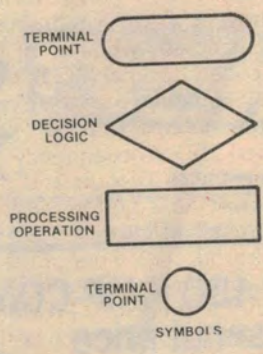 TERMINAL
POINT
DECISION
LOGIC
PROCESSING
OPERATION
TERMINAL
POINT
SYMBOLS